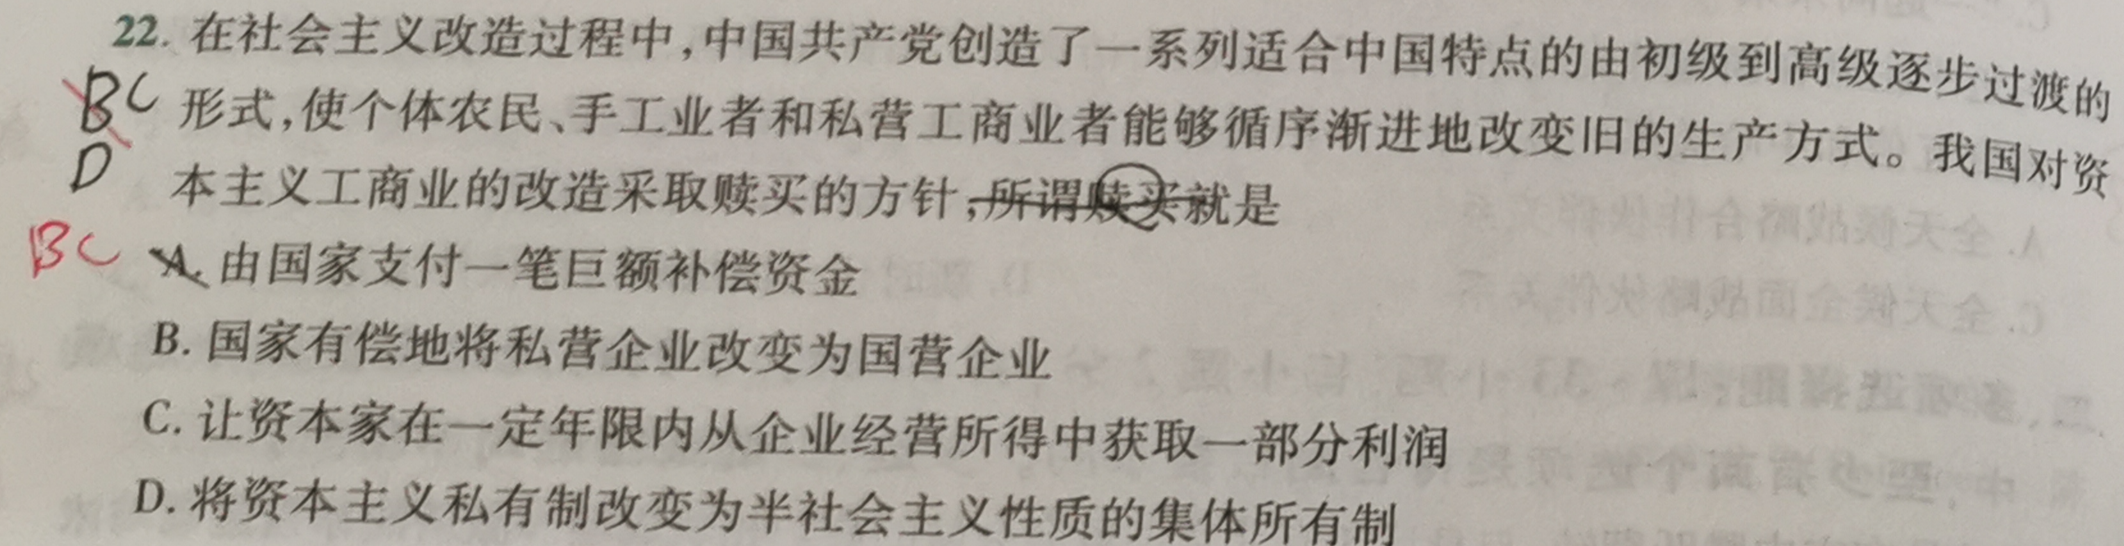 22. 在社会主义改造过程中,中国共产党创造了一系列适合中国特点的由初级到高级逐步过渡的
BC 形式,使个体农民、手工业者和私营工商业者能够循序渐进地改变旧的生产方式。我国对资
D 本主义工商业的改造采取赎买的方针,所谓赎买就是
BC A. 由国家支付一笔巨额补偿资金
B. 国家有偿地将私营企业改变为国营企业
C. 让资本家在一定年限内从企业经营所得中获取一部分利润
D. 将资本主义私有制改变为半社会主义性质的集体所有制